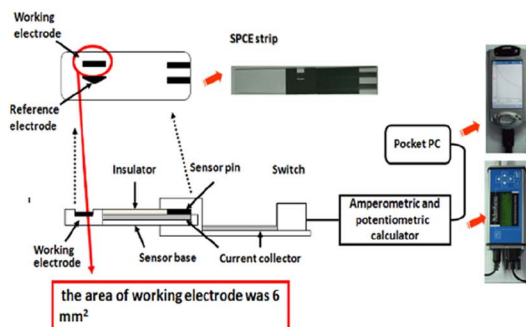 Working
electrode
SPCE strip
Reference
electrode
Insulator
Sensor pin
Switch
Pocket PC
Amperometric and
potentiometric
calculator
Working
electrode
Sensor base
Current collector
the area of working electrode was 6
mm²